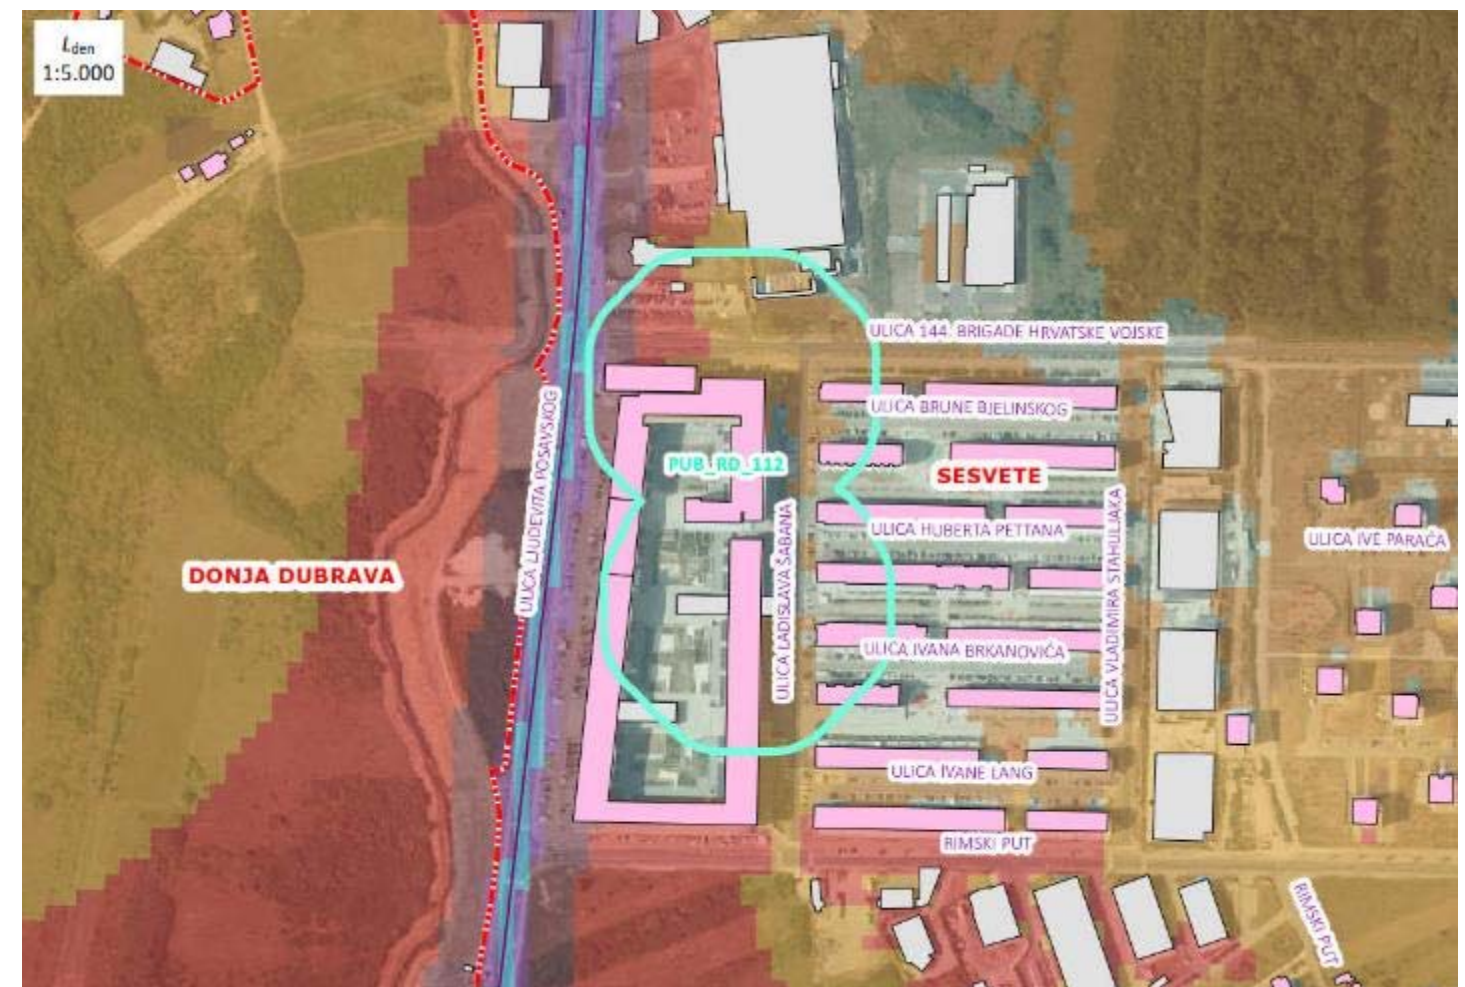 Lden
1:5.000
ULICA 144. BRIGADE HRVATSKE VOJSKE
ULICA BRUNE BJELINSKOG
PUB_RD_112
SESVETE
ULICA LJUDEVITA POSAVSKOG
ULICA HUBERTA PETTANA
ULICA IVE PARAĆA
DONJA DUBRAVA
ULICA LADISLAVA ŠABANA
ULICA VLADIMIRA STAHULJAKA
ULICA IVANA BRKANOVIĆA
ULICA IVANE LANG
RIMSKI PUT
RIMSKI PUT